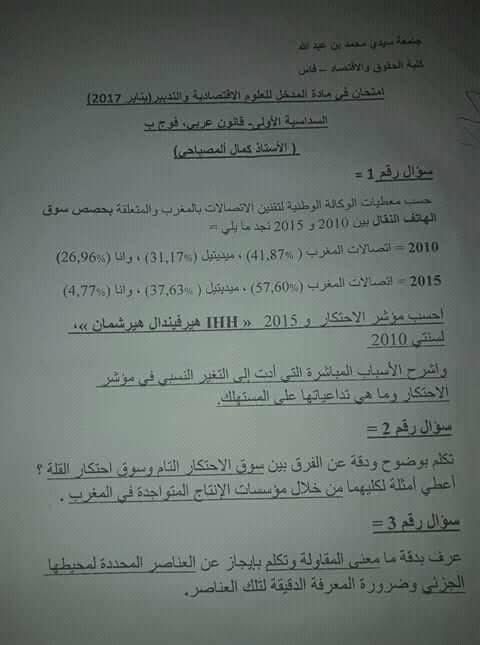 جامعة سيدي محمد بن عبد الله
كلية الحقوق والاقتصاد – فاس
امتحان في مادة المدخل للعلوم الاقتصادية والتدبير(يناير 2017)
السداسية الأولى- قانون عربي، فوج ب
( الأستاذ كمال ألمصباحي)
سؤال رقم 1 =
حسب معطيات الوكالة الوطنية لتقنين الاتصالات بالمغرب والمتعلقة بحصص سوق
الهاتف النقال بين 2010 و 2015 نجد ما يلي =
2010 = اتصالات المغرب (41,87%) ، ميديتيل (31,17%) ، وانا (26,96%)
2015 = اتصالات المغرب (57,60%) ، ميديتيل (37,63%) ، وانا (4,77%)
أحسب مؤشر الاحتكار و 2015 « IHH هيرفيندال هيرشمان »،
لسنتي 2010
واشرح الأسباب المباشرة التي أدت إلى التغير النسبي في مؤشر
الاحتكار وما هي تداعياتها على المستهلك.
سؤال رقم 2 =
تكلم بوضوح ودقة عن الفرق بين سوق الاحتكار التام وسوق احتكار القلة ؟
أعطي أمثلة لكليهما من خلال مؤسسات الإنتاج المتواجدة في المغرب .
سؤال رقم 3 =
عرف بدقة ما معنى المقاولة وتكلم بإيجاز عن العناصر المحددة لمحيطها
الجزئي وضرورة المعرفة الدقيقة لتلك العناصر.